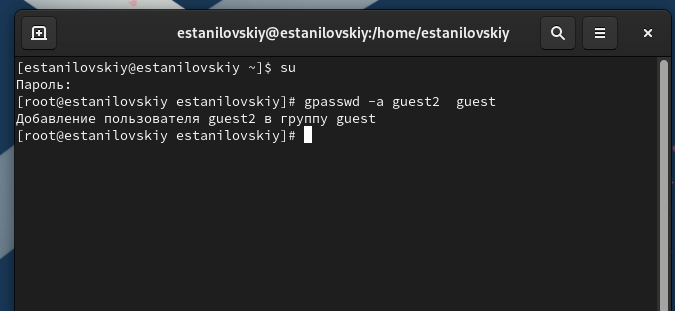 estanilovskiy@estanilovskiy:/home/estanilovskiy
[estanilovskiy@estanilovskiy ~]$ su
Пароль:
[root@estanilovskiy estanilovskiy]# gpasswd -a guest2  guest
Добавление пользователя guest2 в группу guest
[root@estanilovskiy estanilovskiy]#